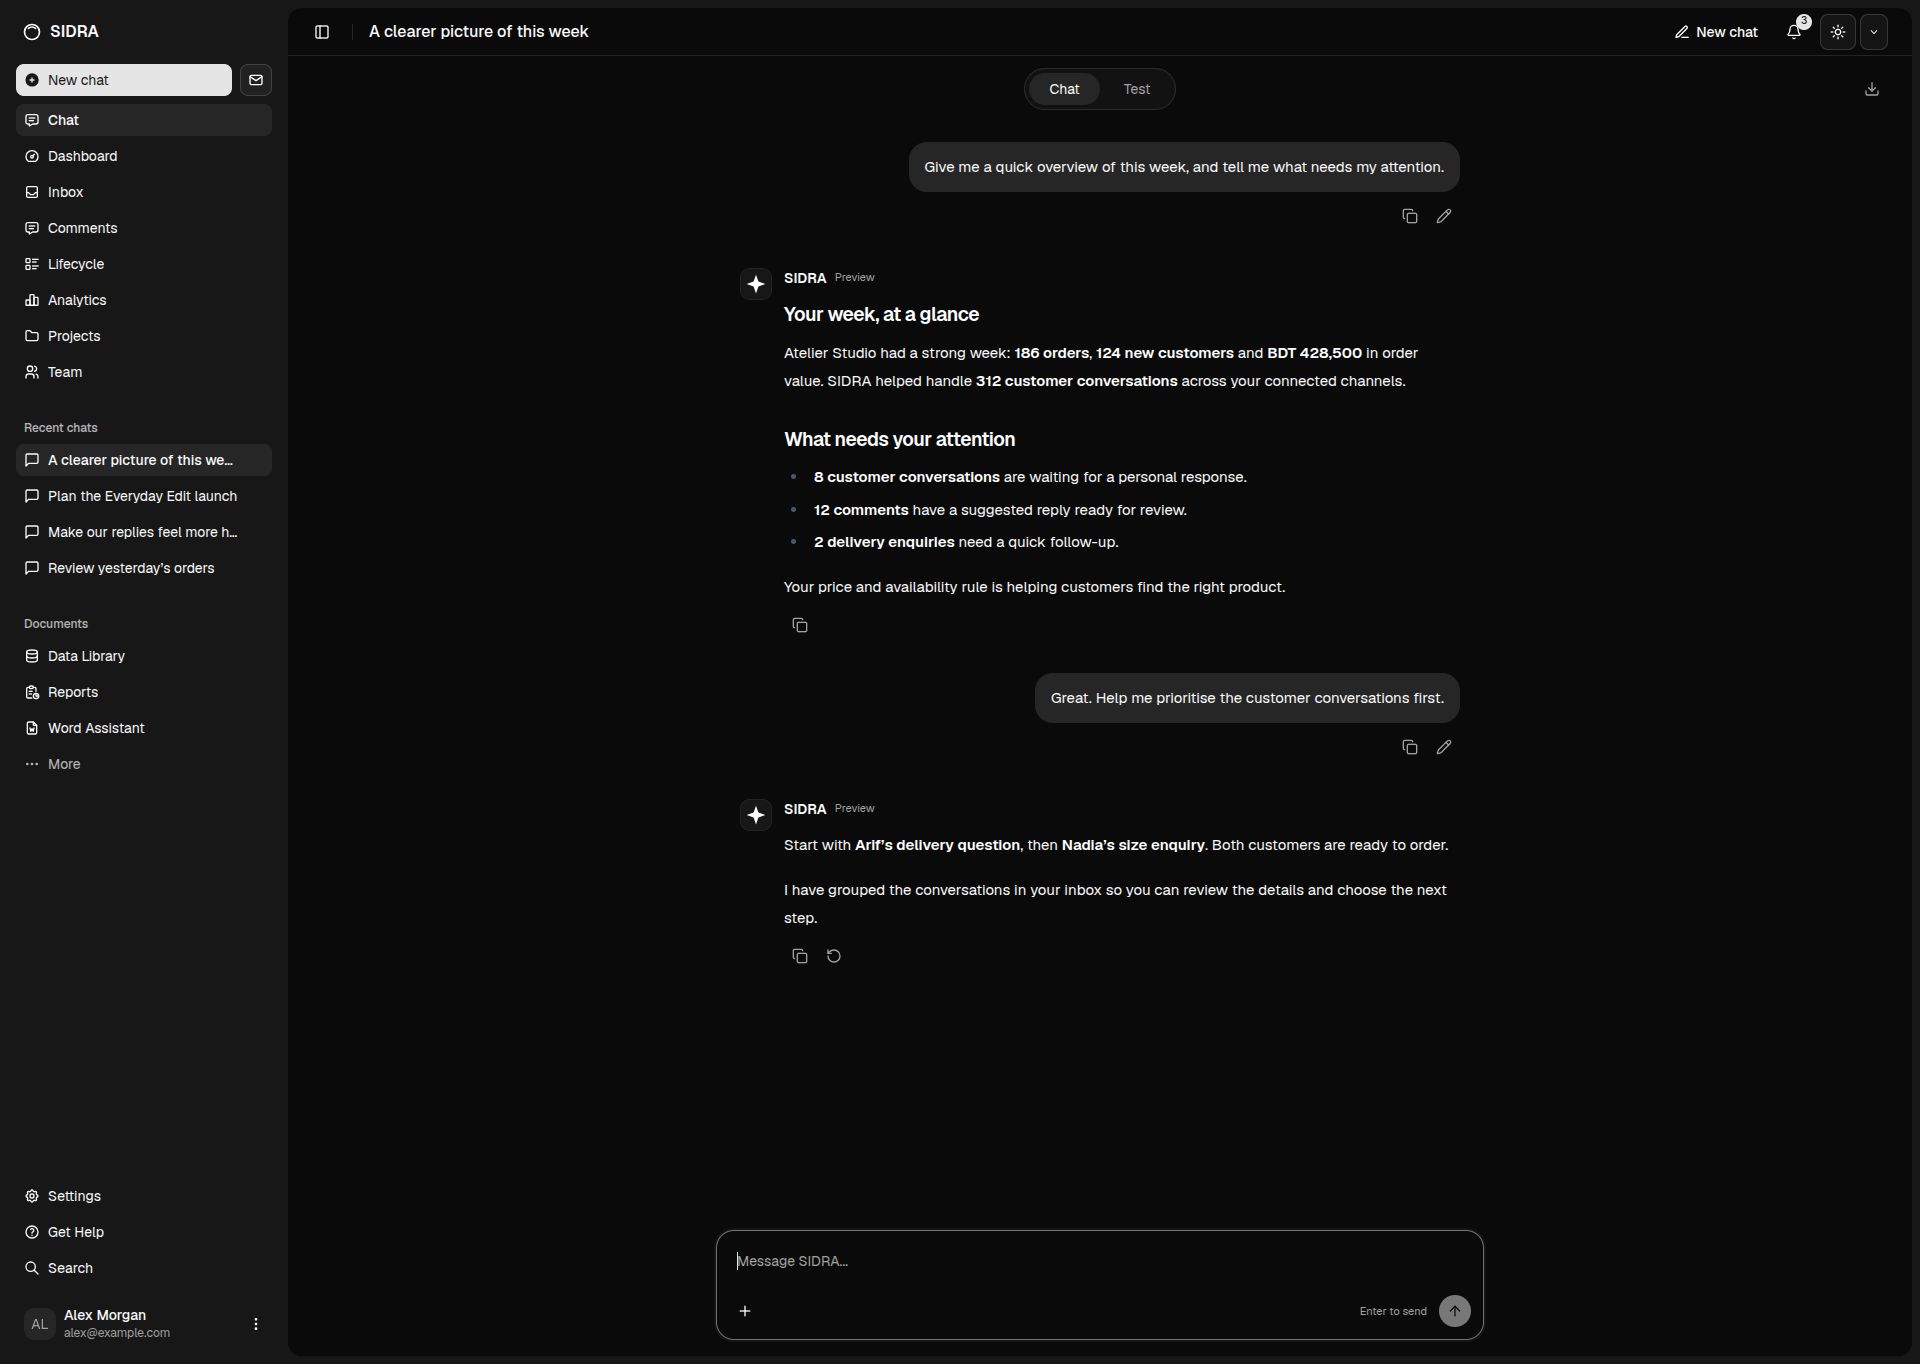 SIDRA
New chat
Chat
Dashboard
Inbox
Comments
Lifecycle
Analytics
Projects
Team
Recent chats
A clearer picture of this we...
Plan the Everyday Edit launch
Make our replies feel more h...
Review yesterday's orders
Documents
Data Library
Reports
Word Assistant
More
Settings
Get Help
Search
AL
Alex Morgan
alex@example.com
A clearer picture of this week
New chat
3
Chat
Test
Give me a quick overview of this week, and tell me what needs my attention.
SIDRA Preview
Your week, at a glance
Atelier Studio had a strong week: 186 orders, 124 new customers and BDT 428,500 in order
value. SIDRA helped handle 312 customer conversations across your connected channels.
What needs your attention
• 8 customer conversations are waiting for a personal response.
• 12 comments have a suggested reply ready for review.
• 2 delivery enquiries need a quick follow-up.
Your price and availability rule is helping customers find the right product.
Great. Help me prioritise the customer conversations first.
SIDRA Preview
Start with Arif's delivery question, then Nadia's size enquiry. Both customers are ready to order.
I have grouped the conversations in your inbox so you can review the details and choose the next
step.
Message SIDRA...
Enter to send